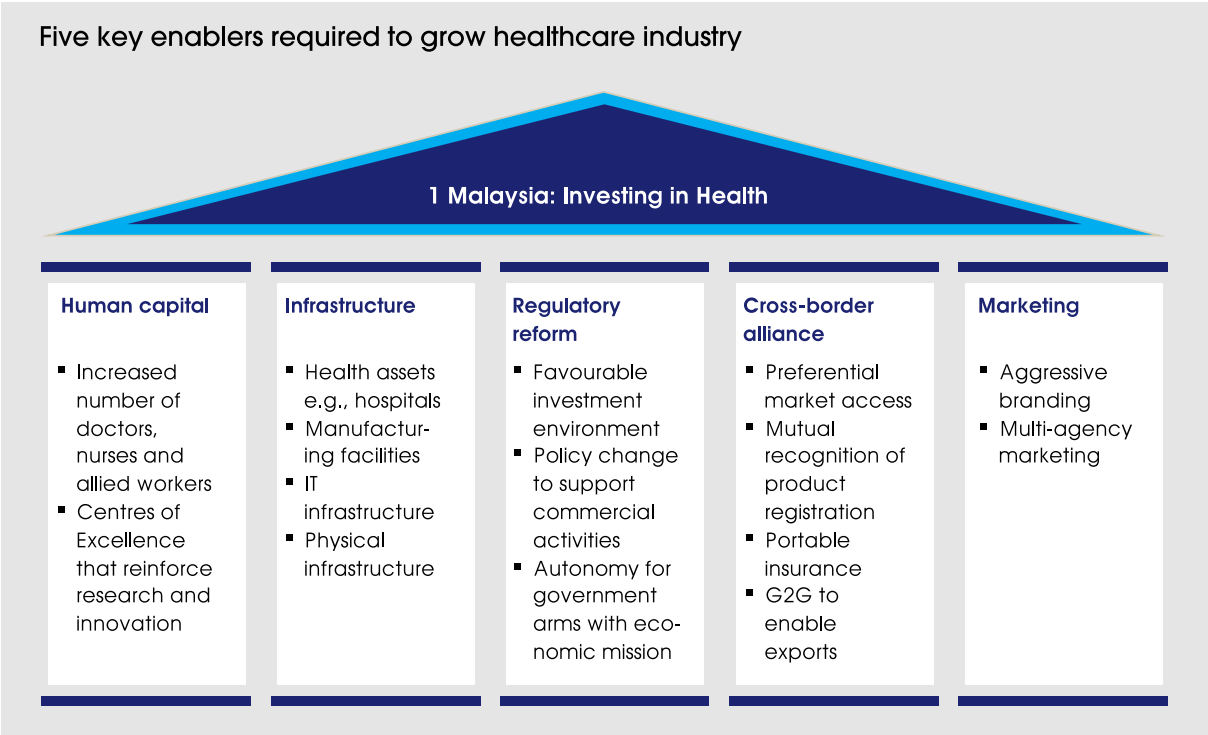 Five key enablers required to grow healthcare industry
1 Malaysia: Investing in Health
Human capital
▪ Increased
number of
doctors,
nurses and
allied workers
▪ Centres of
Excellence
that reinforce
research and
innovation
Infrastructure
▪ Health assets
e.g., hospitals
▪ Manufactur-
ing facilities
▪ IT
infrastructure
▪ Physical
infrastructure
Regulatory
reform
▪ Favourable
investment
environment
▪ Policy change
to support
commercial
activities
▪ Autonomy for
government
arms with eco-
nomic mission
Cross-border
alliance
▪ Preferential
market access
▪ Mutual
recognition of
product
registration
▪ Portable
insurance
▪ G2G to
enable
exports
Marketing
▪ Aggressive
branding
▪ Multi-agency
marketing